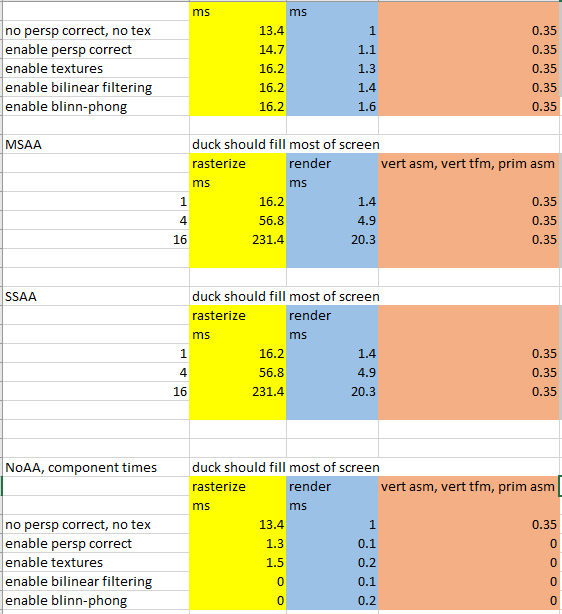 ms ms
no persp correct, no tex 13.4 1 0.35
enable persp correct 14.7 1.1 0.35
enable textures 16.2 1.3 0.35
enable bilinear filtering 16.2 1.4 0.35
enable blinn-phong 16.2 1.6 0.35
MSAA duck should fill most of screen
rasterize render vert asm, vert tfm, prim asm
ms ms
1 16.2 1.4 0.35
4 56.8 4.9 0.35
16 231.4 20.3 0.35
SSAA duck should fill most of screen
rasterize render
ms ms
1 16.2 1.4 0.35
4 56.8 4.9 0.35
16 231.4 20.3 0.35
NoAA, component times duck should fill most of screen
rasterize render vert asm, vert tfm, prim asm
ms ms
no persp correct, no tex 13.4 1 0.35
enable persp correct 1.3 0.1 0
enable textures 1.5 0.2 0
enable bilinear filtering 0 0.1 0
enable blinn-phong 0 0.2 0